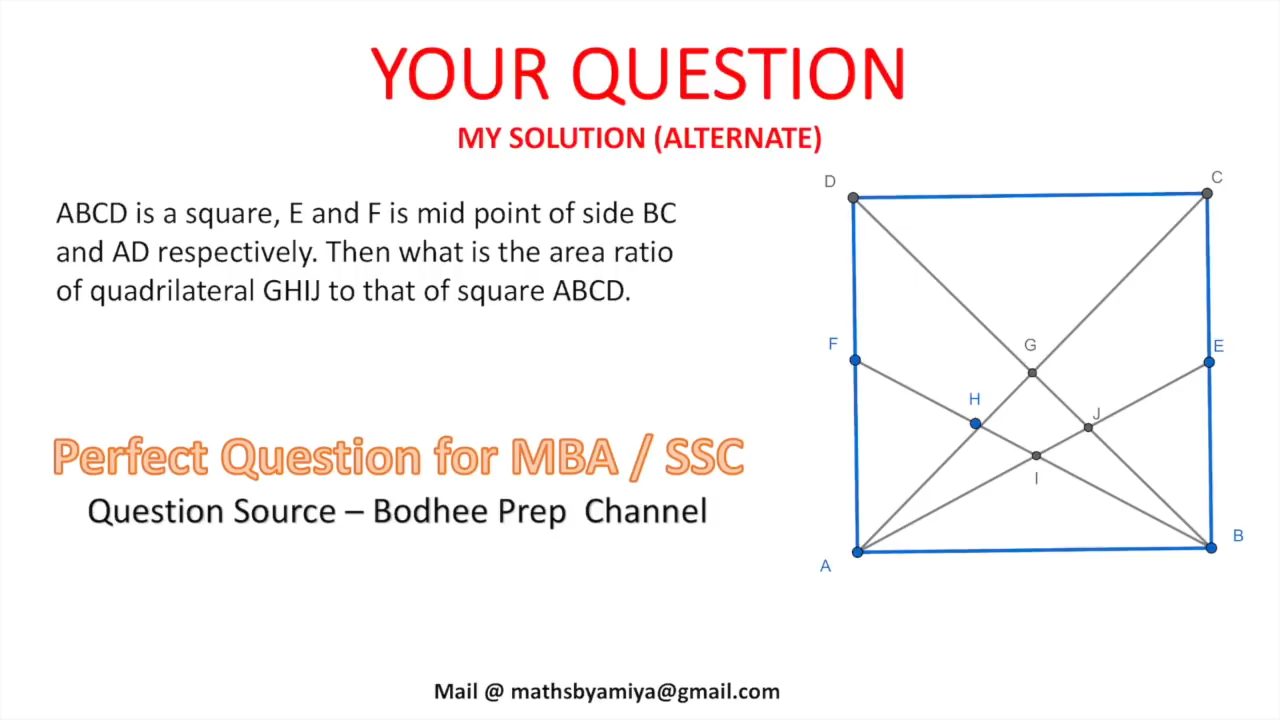 YOUR QUESTION
MY SOLUTION (ALTERNATE)
ABCD is a square, E and F is mid point of side BC
and AD respectively. Then what is the area ratio
of quadrilateral GHIJ to that of square ABCD.
Perfect Question for MBA / SSC
Question Source – Bodhee Prep Channel
D
C
F
G
E
H
J
I
B
A
Mail @ mathsbyamiya@gmail.com